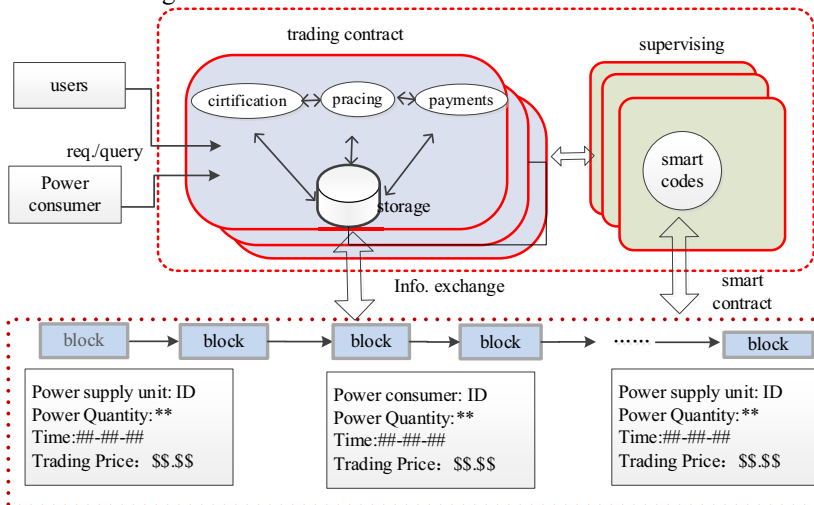 trading contract
supervising
users
cirtification
pracing
payments
req./query
smart
codes
Power
consumer
storage
Info. exchange
smart
contract
block
block
block
block
······
block
Power supply unit: ID
Power Quantity:**
Time:##-##-##
Trading Price：$$.$$
Power consumer: ID
Power Quantity:**
Time:##-##-##
Trading Price：$$.$$
Power supply unit: ID
Power Quantity:**
Time:##-##-##
Trading Price：$$.$$